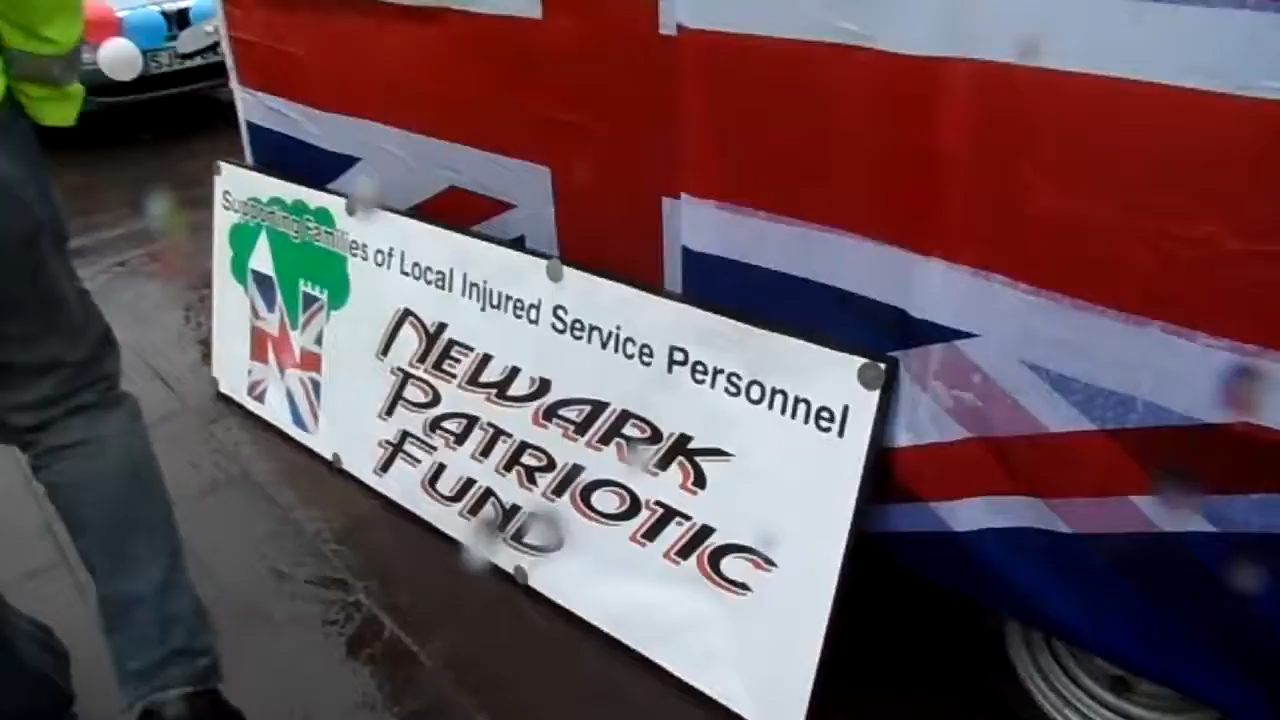 Supporting Families of Local Injured Service Personnel
NEWARK
PATRIOTIC
FUND